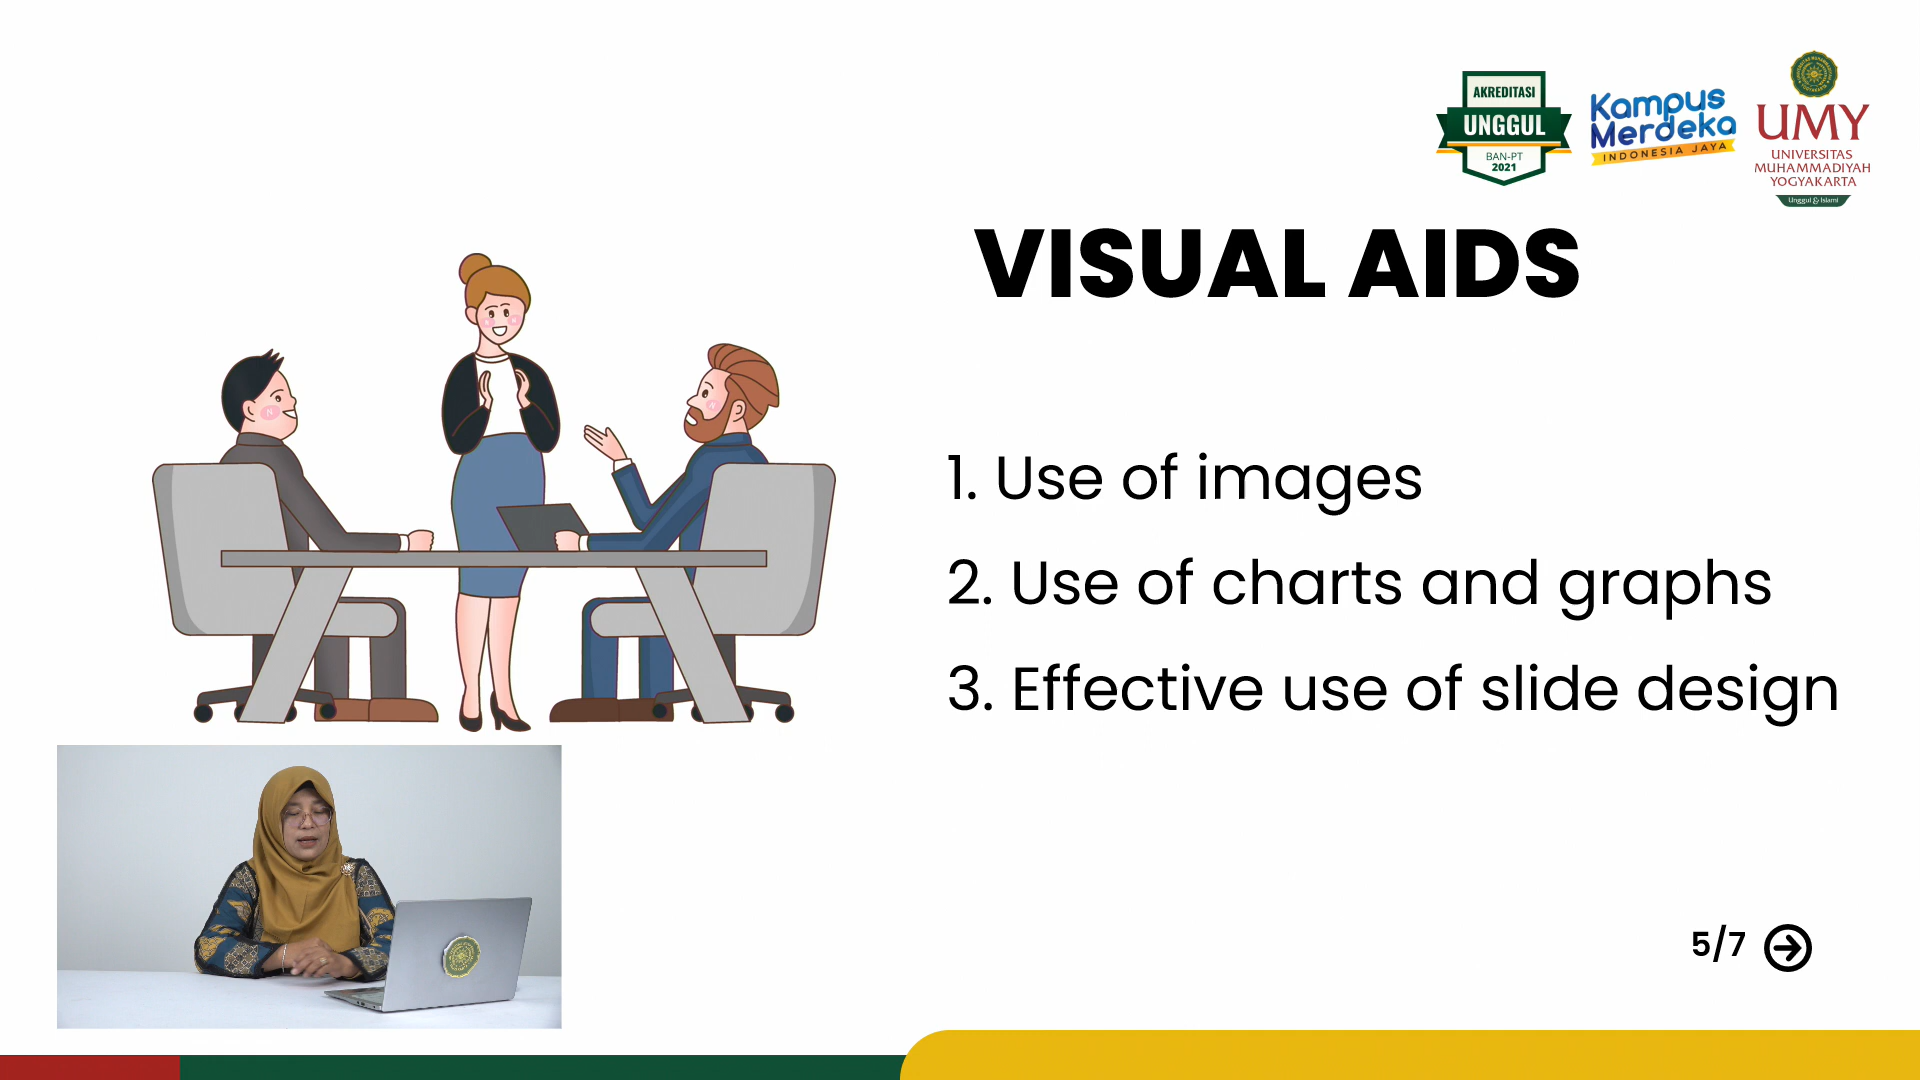 AKREDITASI
UNGGUL
BAN-PT
2021
Kampus
Merdeka
INDONESIA JAYA
UMY
UNIVERSITAS
MUHAMMADIYAH
YOGYAKARTA
Unggul & Islami
VISUAL AIDS
1. Use of images
2. Use of charts and graphs
3. Effective use of slide design
5/7